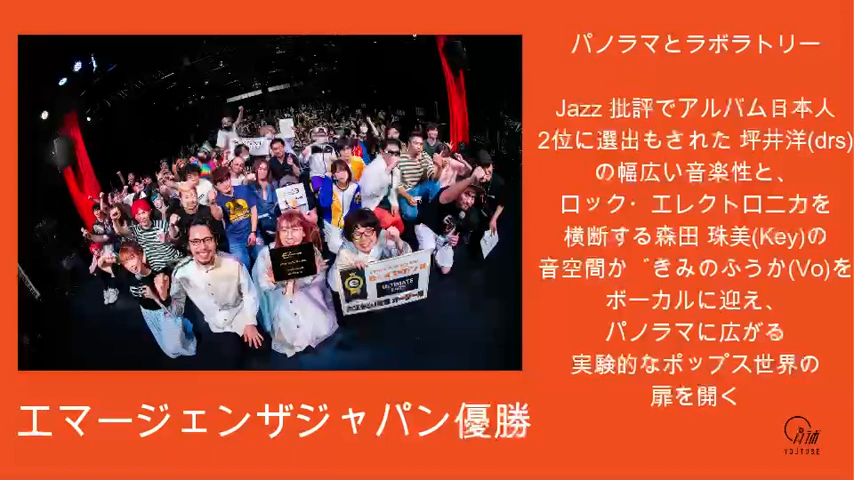 パノラマとラボラトリー
Jazz 批評でアルバム日本人
2位に選出もされた 坪井洋(drs)
の幅広い音楽性と、
ロック・エレクトロニカを
横断する森田 珠美(Key)の
音空間か゛きみのふうか(Vo)を
ボーカルに迎え、
パノラマに広がる
実験的なポップス世界の
扉を開く
エマージェンザジャパン優勝
ULTIMATE
YOJTUSE